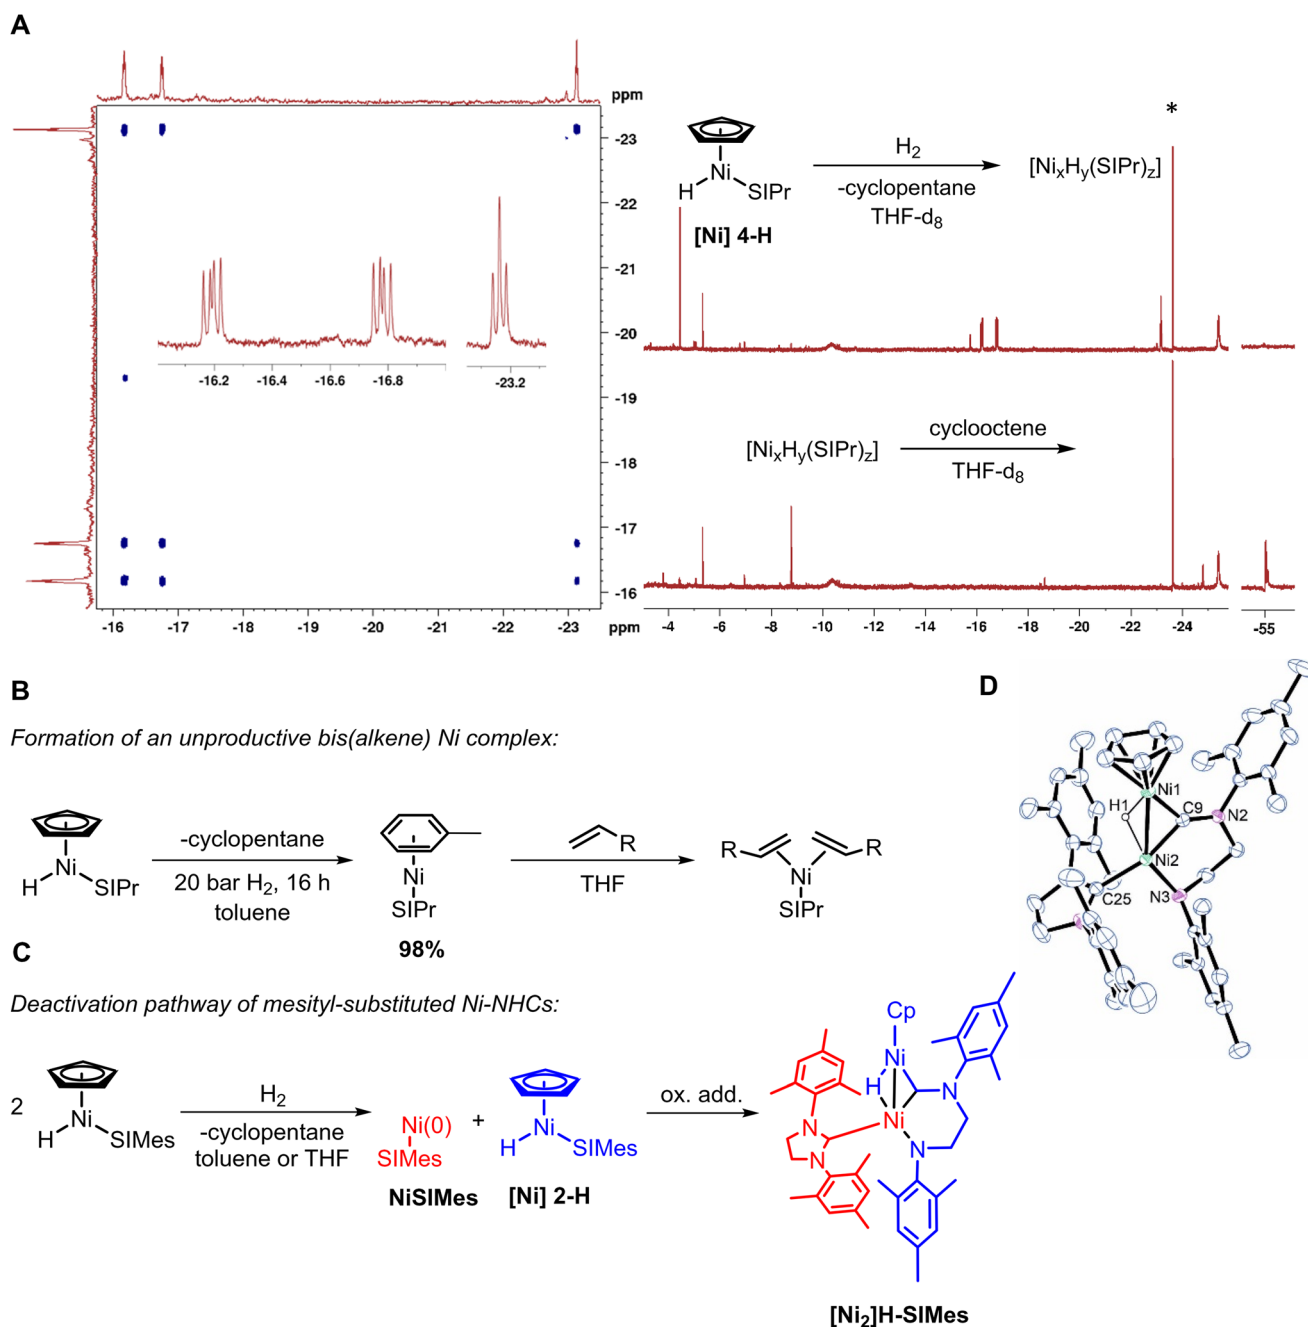 A
ppm
-23
-22
-21
-20
-19
-18
-17
-16
-16.2 -16.4 -16.6 -16.8 -23.2
-16 -17 -18 -19 -20 -21 -22 -23 ppm
Ni
H
SIPr
[Ni] 4-H
H2
-cyclopentane
THF-d8
[NixHy(SIPr)z]
*
[NixHy(SIPr)z]
cyclooctene
THF-d8
-4 -6 -8 -10 -12 -14 -16 -18 -20 -22 -24 -55
B
Formation of an unproductive bis(alkene) Ni complex:
Ni
H
SIPr
-cyclopentane
20 bar H2, 16 h
toluene
Ni
SIPr
98%
R
THF
R
R
Ni
SIPr
C
Deactivation pathway of mesityl-substituted Ni-NHCs:
2
Ni
H
SIMes
H2
-cyclopentane
toluene or THF
Ni(0)
SIMes
NiSIMes
+
Ni
H
SIMes
[Ni] 2-H
ox. add.
Cp
Ni
H
Ni
N
N
N
N
[Ni2]H-SIMes
D
Ni1
H1
C9
N2
Ni2
C25
N3